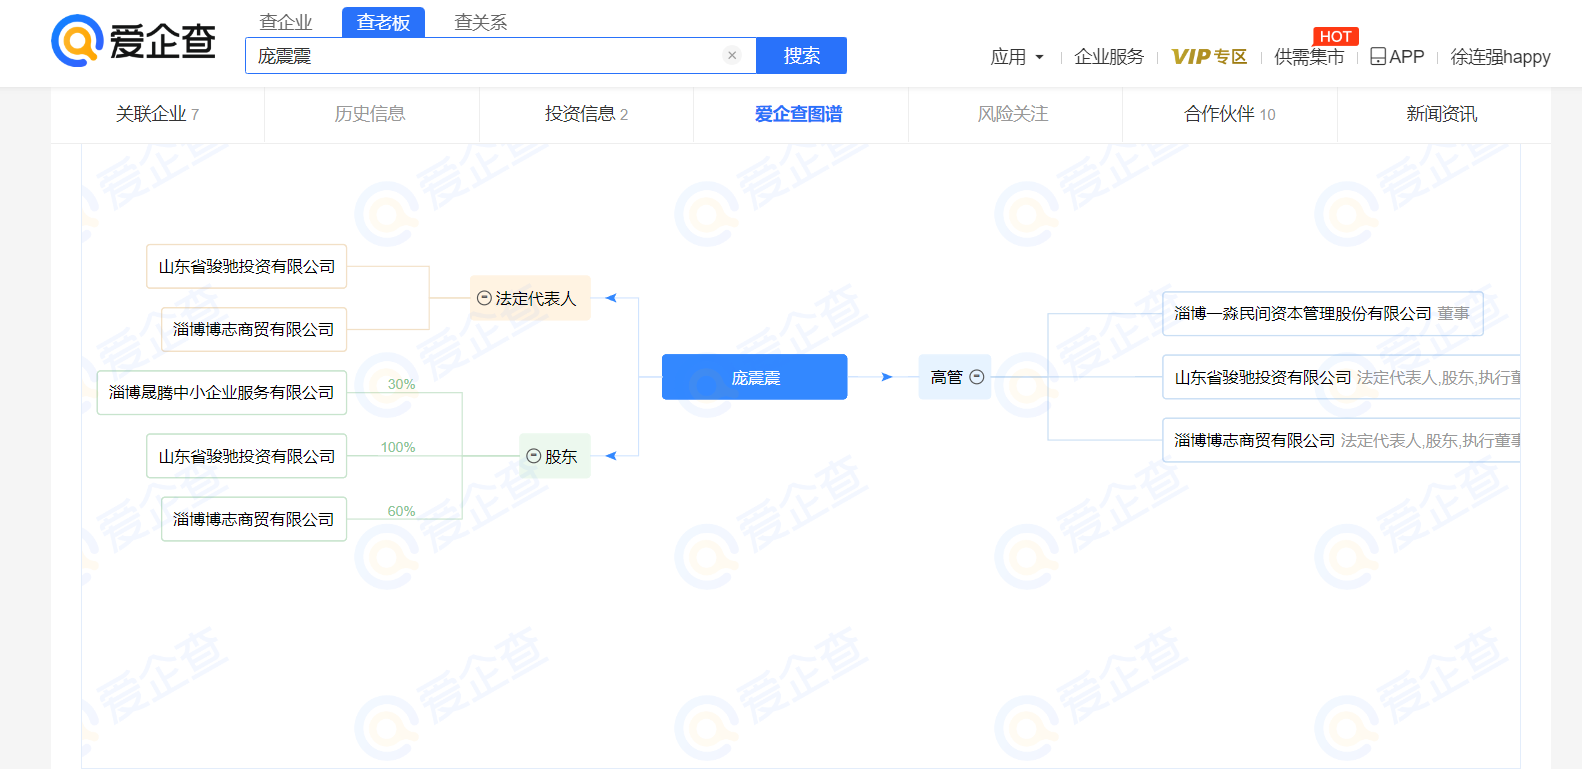 爱企查
查企业 查老板 查关系
庞震震 × 搜索
应用 企业服务 VIP专区 供需集市 HOT APP 徐连强happy
关联企业 7 历史信息 投资信息 2 爱企查图谱 风险关注 合作伙伴 10 新闻资讯
山东省骏驰投资有限公司
淄博博志商贸有限公司
法定代表人
淄博晟腾中小企业服务有限公司 30%
山东省骏驰投资有限公司 100%
淄博博志商贸有限公司 60%
股东
庞震震
高管
淄博一淼民间资本管理股份有限公司 董事
山东省骏驰投资有限公司 法定代表人,股东,执行董
淄博博志商贸有限公司 法定代表人,股东,执行董事